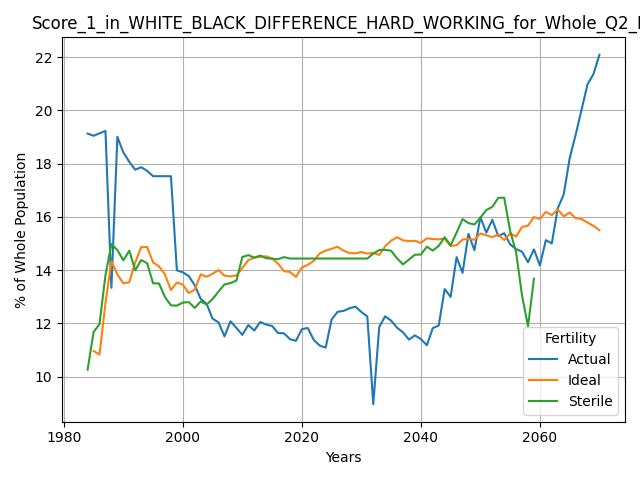 Score_1_in_WHITE_BLACK_DIFFERENCE_HARD_WORKING_for_Whole_Q2_
22
20
18
16
14
12
10
% of Whole Population
1980
2000
2020
2040
2060
Years
Fertility
Actual
Ideal
Sterile